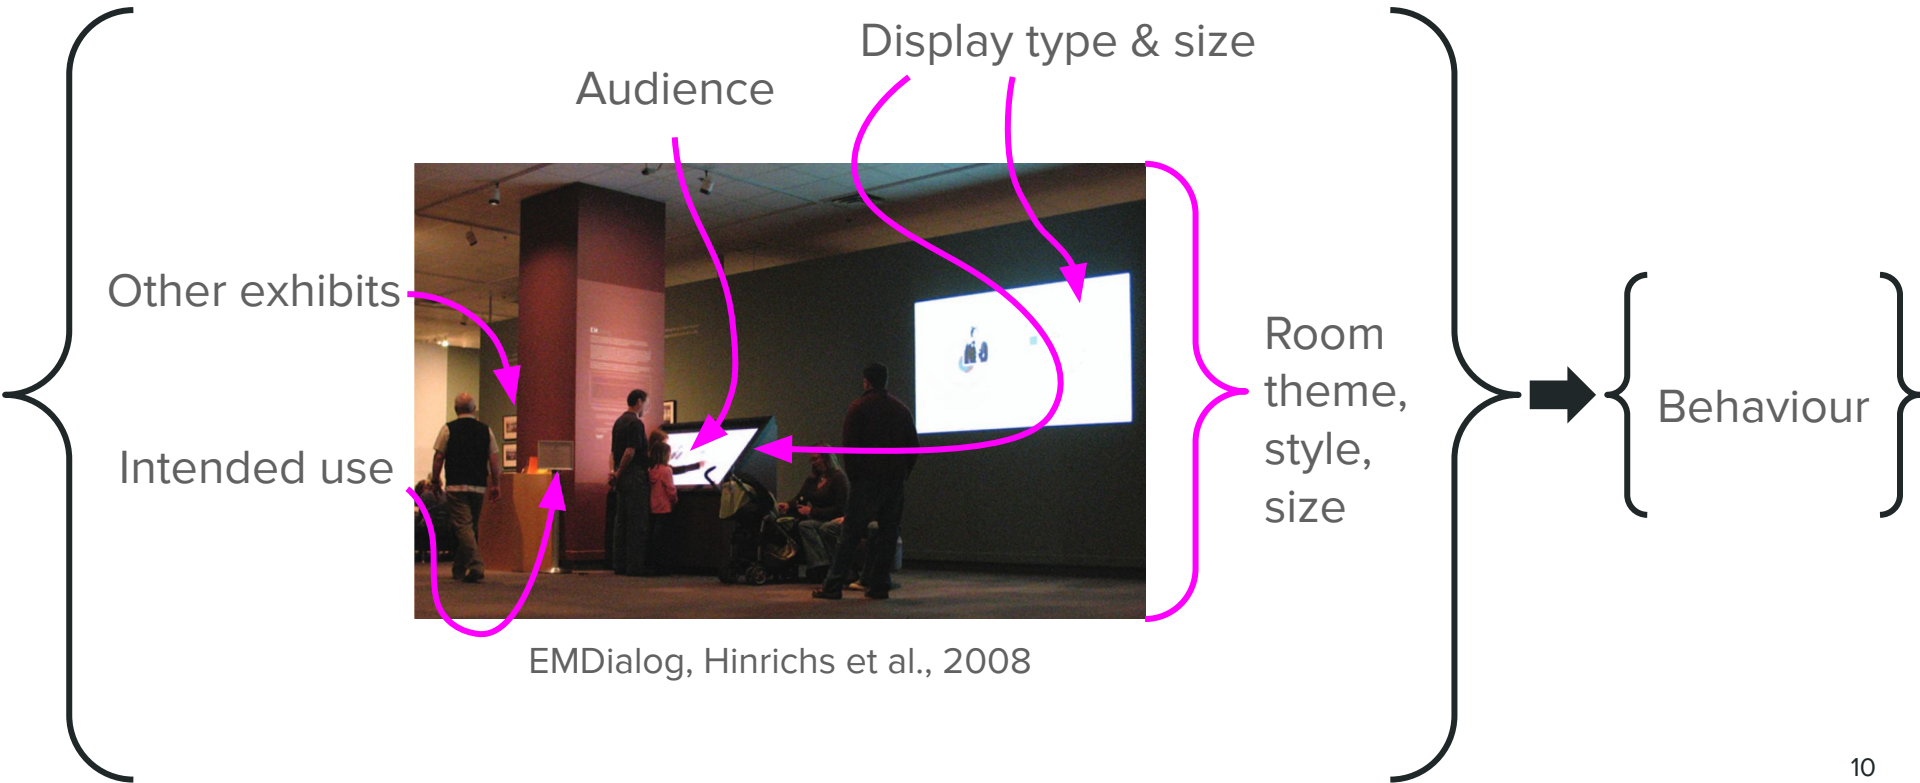 Display type & size
Audience
Other exhibits
Intended use
Room
theme,
style,
size
Behaviour
EMDialog, Hinrichs et al., 2008
10